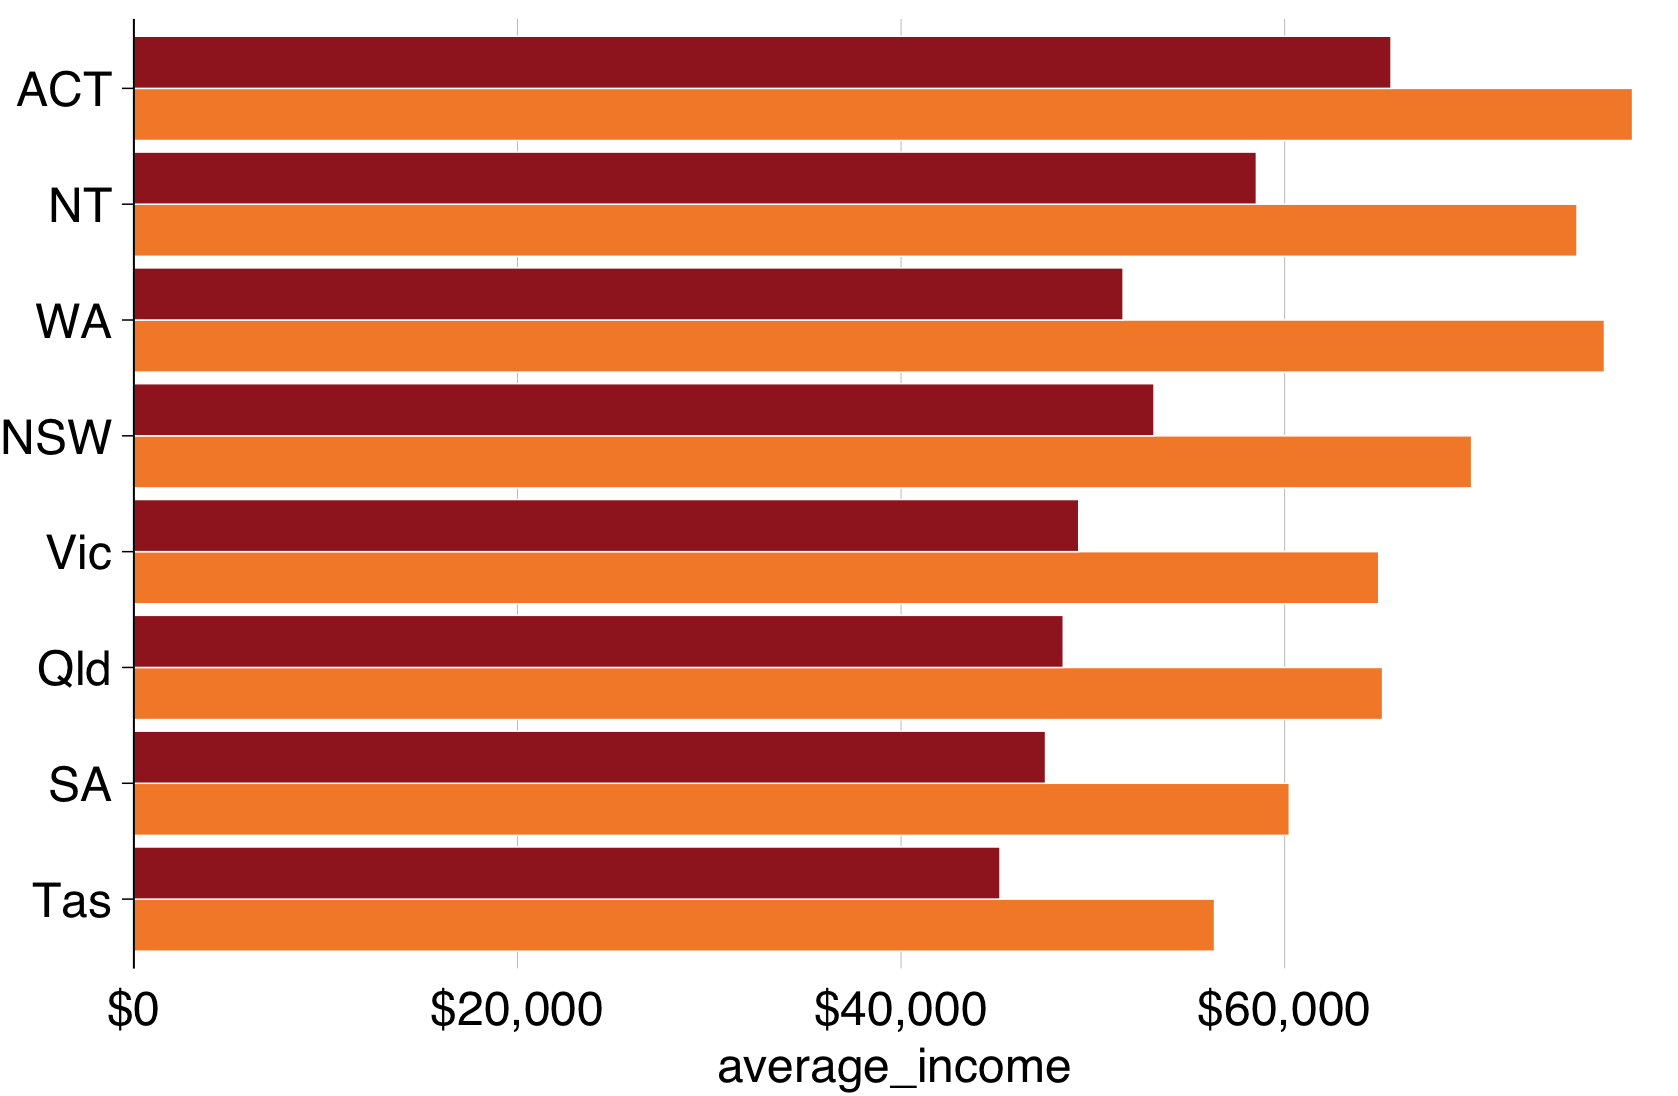 ACT
NT
WA
NSW
Vic
Qld
SA
Tas
$0 $20,000 $40,000 $60,000
average_income